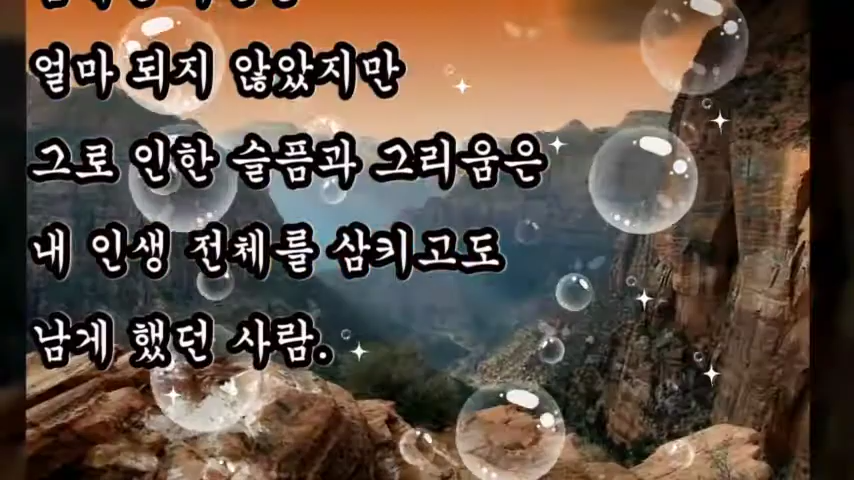 얼마 되지 않았지만
그로 인한 슬픔과 그리움은
내 인생 전체를 삼키고도
남게 했던 사람.